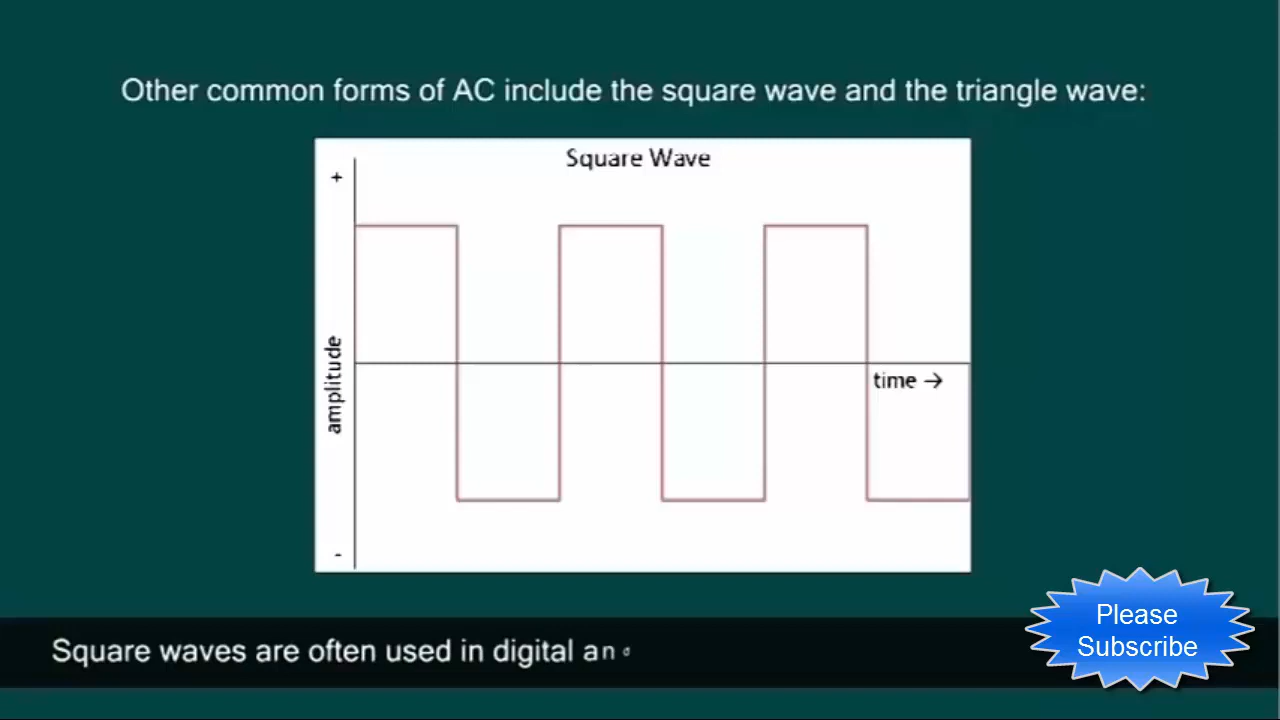 Other common forms of AC include the square wave and the triangle wave:
Square Wave
+
amplitude
time →
-
Square waves are often used in digital an
Please
Subscribe